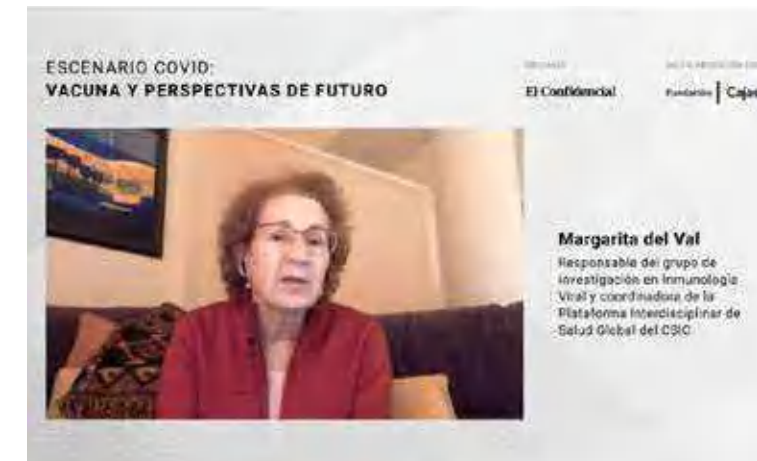 ESCENARIO COVID:
VACUNA Y PERSPECTIVAS DE FUTURO
El Confidencial
Fundación
Margarita del Val
Responsable del grupo de
investigación en Inmunología
Viral y coordinadora de la
Plataforma Interdisciplinar de
Salud Global del CSIC